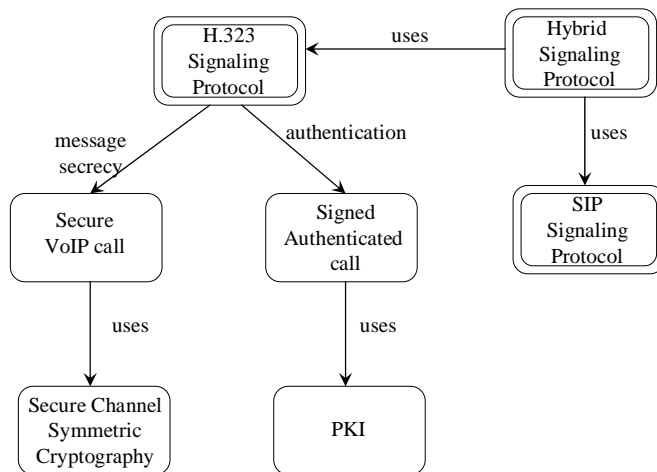 H.323
Signaling
Protocol
uses
Hybrid
Signaling
Protocol
message
secrecy
authentication
uses
Secure
VoIP call
Signed
Authenticated
call
SIP
Signaling
Protocol
uses
uses
Secure Channel
Symmetric
Cryptography
PKI